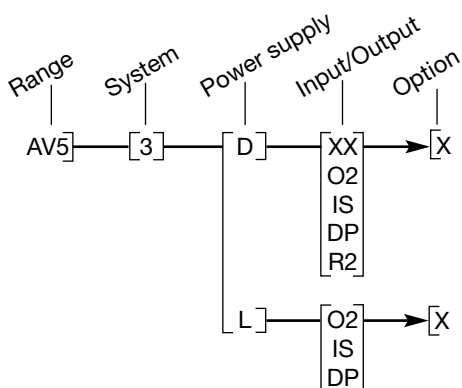 Range System Power supply Input/Output Option
AV5 3 D XX X
O2
IS
DP
R2
L O2 X
IS
DP